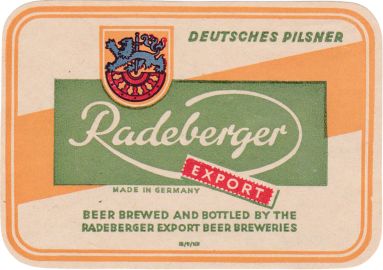 DEUTSCHES PILSNER
Radeberger
EXPORT
MADE IN GERMANY
BEER BREWED AND BOTTLED BY THE
RADEBERGER EXPORT BEER BREWERIES